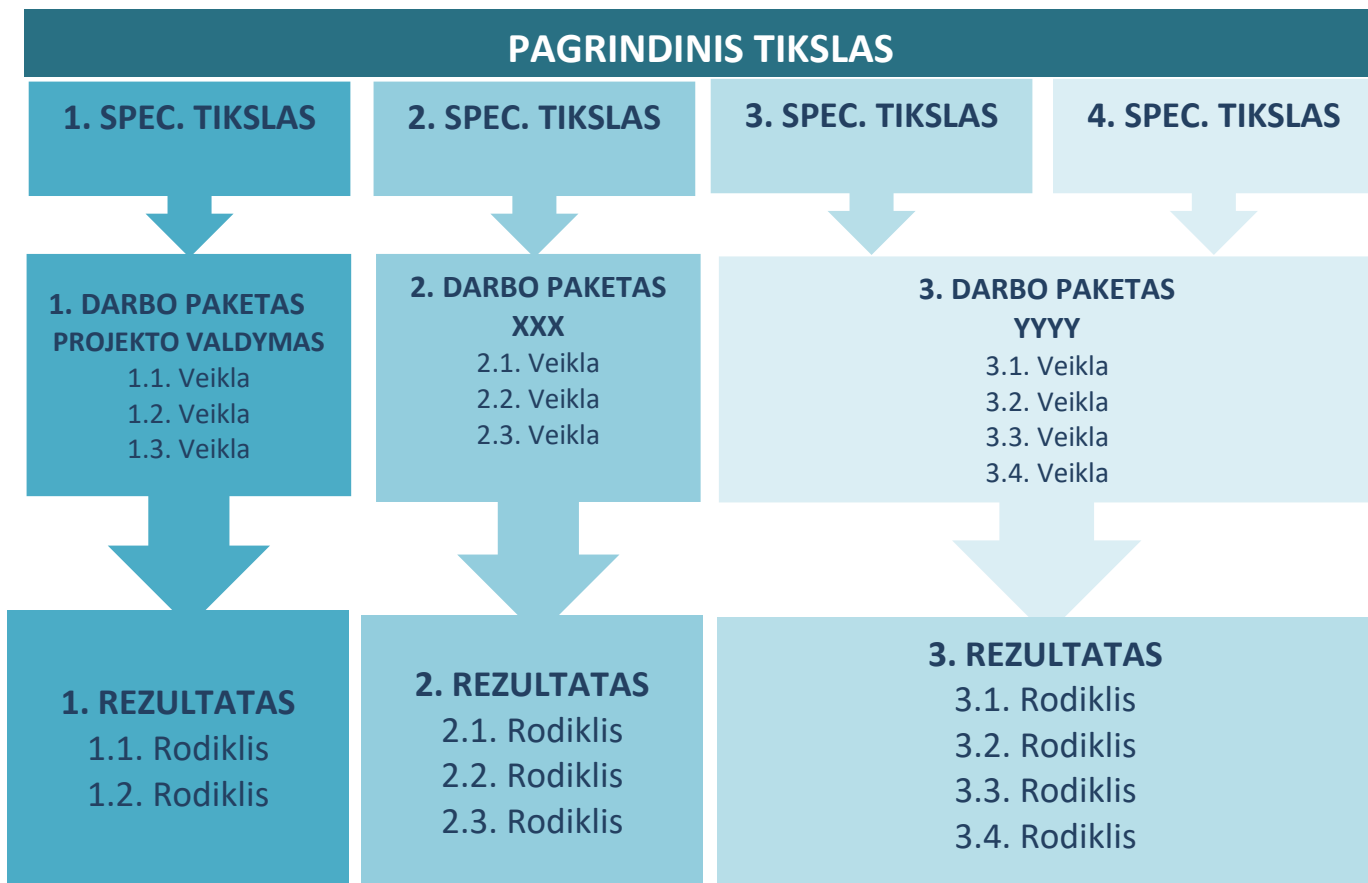 PAGRINDINIS TIKSLAS
1. SPEC. TIKSLAS
2. SPEC. TIKSLAS
3. SPEC. TIKSLAS
4. SPEC. TIKSLAS
1. DARBO PAKETAS
PROJEKTO VALDYMAS
1.1. Veikla
1.2. Veikla
1.3. Veikla
2. DARBO PAKETAS
XXX
2.1. Veikla
2.2. Veikla
2.3. Veikla
3. DARBO PAKETAS
YYYY
3.1. Veikla
3.2. Veikla
3.3. Veikla
3.4. Veikla
1. REZULTATAS
1.1. Rodiklis
1.2. Rodiklis
2. REZULTATAS
2.1. Rodiklis
2.2. Rodiklis
2.3. Rodiklis
3. REZULTATAS
3.1. Rodiklis
3.2. Rodiklis
3.3. Rodiklis
3.4. Rodiklis